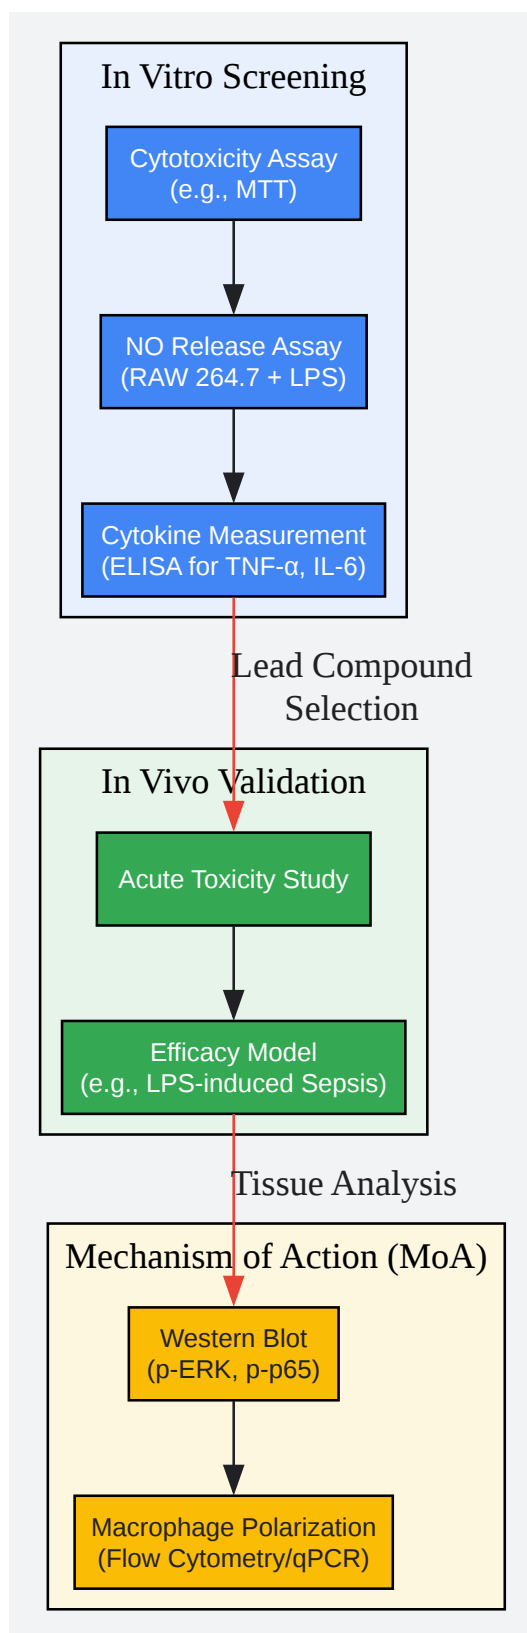 In Vitro Screening
Cytotoxicity Assay
(e.g., MTT)
NO Release Assay
(RAW 264.7 + LPS)
Cytokine Measurement
(ELISA for TNF-α, IL-6)
Lead Compound
Selection
In Vivo Validation
Acute Toxicity Study
Efficacy Model
(e.g., LPS-induced Sepsis)
Tissue Analysis
Mechanism of Action (MoA)
Western Blot
(p-ERK, p-p65)
Macrophage Polarization
(Flow Cytometry/qPCR)